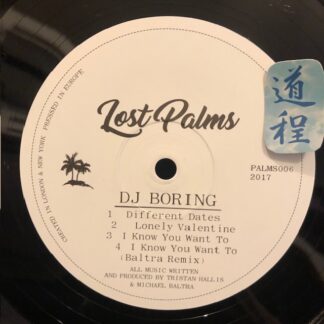 Lost Palms
道程
PALMS006
2017
DJ BORING
1 Different Dates
2 Lonely Valentine
3 I Know You Want To
4 I Know You Want To
(Baltra Remix)
ALL MUSIC WRITTEN
AND PRODUCED BY TRISTAN HALLIS
& MICHAEL BALTRA
CREATED IN LONDON & NEW YORK PRESSED IN EUROPE